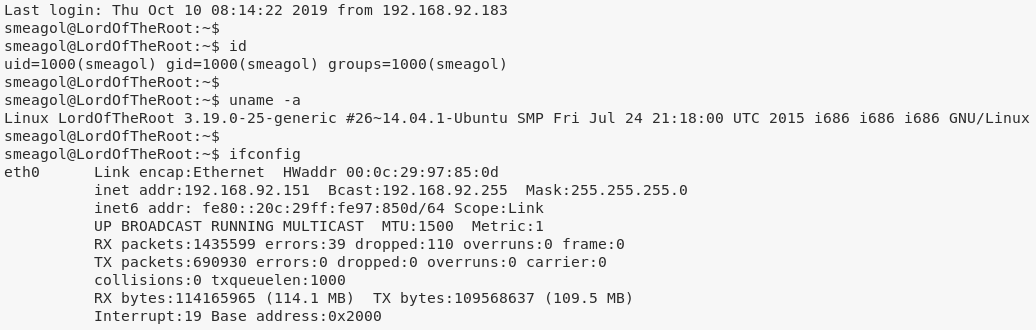 Last login: Thu Oct 10 08:14:22 2019 from 192.168.92.183
smeagol@LordOfTheRoot:~$
smeagol@LordOfTheRoot:~$ id
uid=1000(smeagol) gid=1000(smeagol) groups=1000(smeagol)
smeagol@LordOfTheRoot:~$
smeagol@LordOfTheRoot:~$ uname -a
Linux LordOfTheRoot 3.19.0-25-generic #26~14.04.1-Ubuntu SMP Fri Jul 24 21:18:00 UTC 2015 i686 i686 i686 GNU/Linux
smeagol@LordOfTheRoot:~$
smeagol@LordOfTheRoot:~$ ifconfig
eth0      Link encap:Ethernet  HWaddr 00:0c:29:97:85:0d
          inet addr:192.168.92.151  Bcast:192.168.92.255  Mask:255.255.255.0
          inet6 addr: fe80::20c:29ff:fe97:850d/64 Scope:Link
          UP BROADCAST RUNNING MULTICAST  MTU:1500  Metric:1
          RX packets:1435599 errors:39 dropped:110 overruns:0 frame:0
          TX packets:690930 errors:0 dropped:0 overruns:0 carrier:0
          collisions:0 txqueuelen:1000
          RX bytes:114165965 (114.1 MB)  TX bytes:109568637 (109.5 MB)
          Interrupt:19 Base address:0x2000